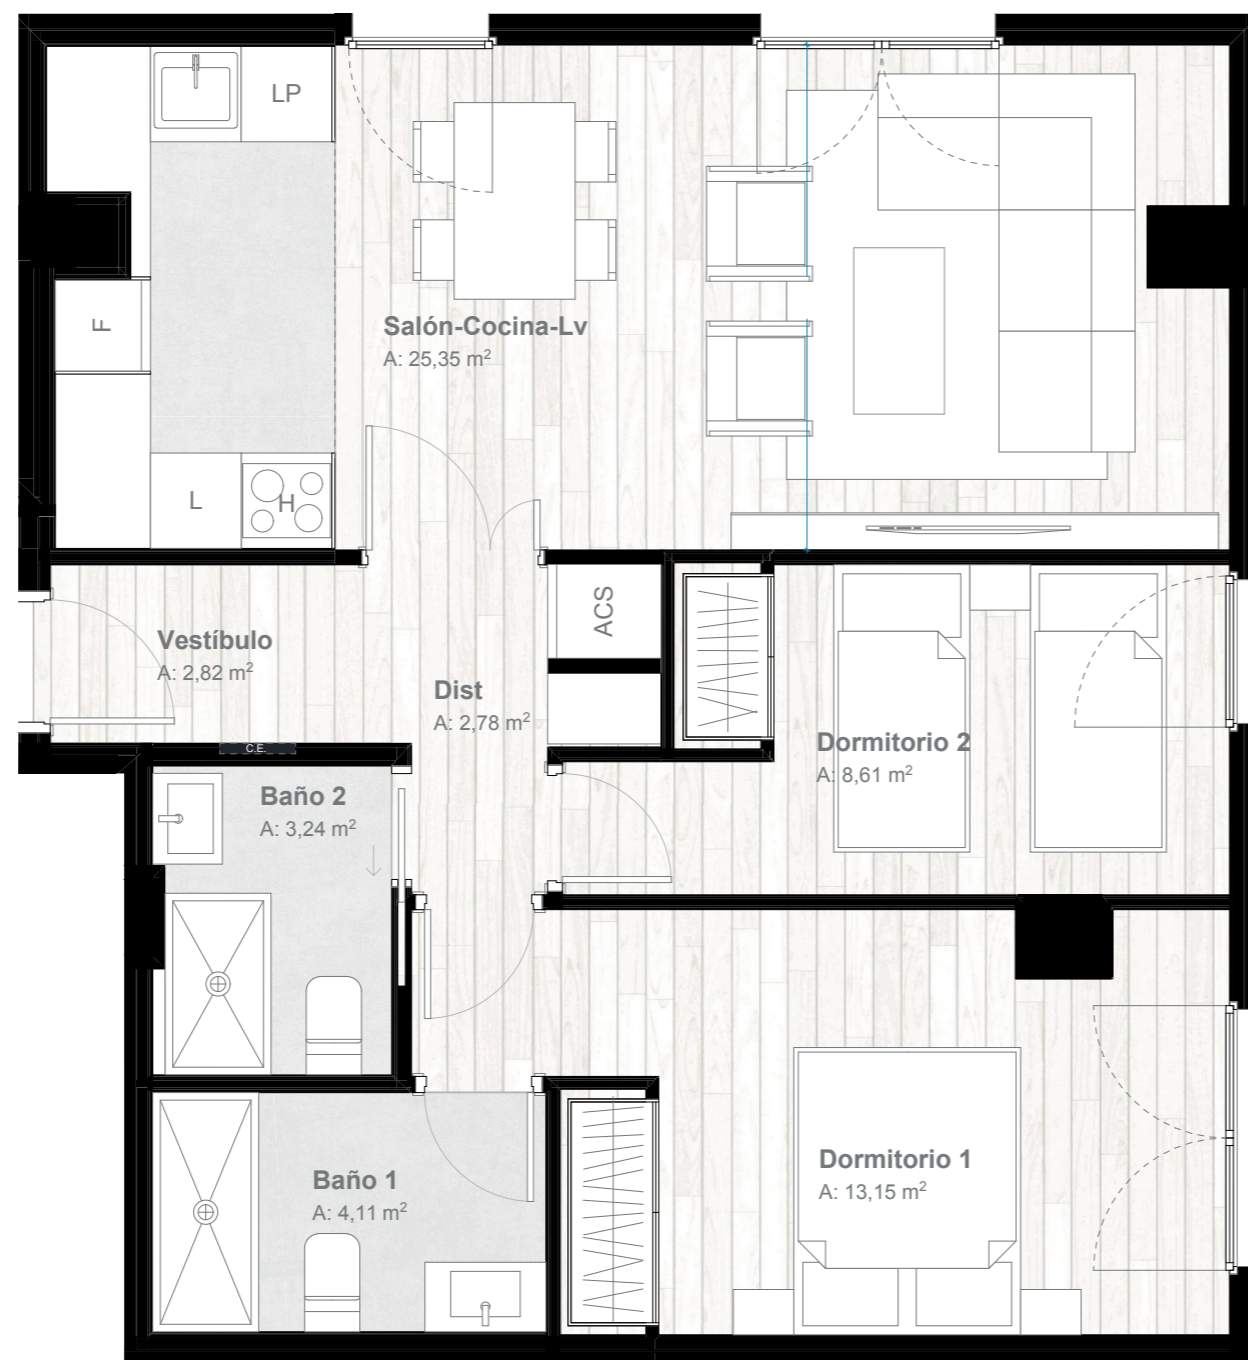 LP
F
Salón-Cocina-Lv
A: 25,35 m²
L
H
ACS
Vestíbulo
A: 2,82 m²
Dist
A: 2,78 m²
C.E.
Dormitorio 2
A: 8,61 m²
Baño 2
A: 3,24 m²
Dormitorio 1
A: 13,15 m²
Baño 1
A: 4,11 m²